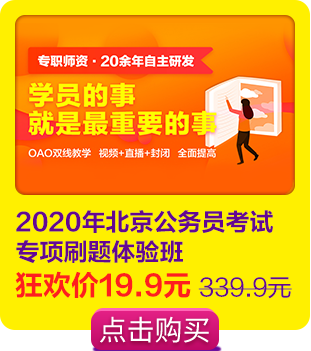 专职师资·20余年自主研发
学员的事
就是最重要的事
OAO双线教学 视频+直播+封闭 全面提高
2020年北京公务员考试
专项刷题体验班
狂欢价19.9元 339.9元
点击购买